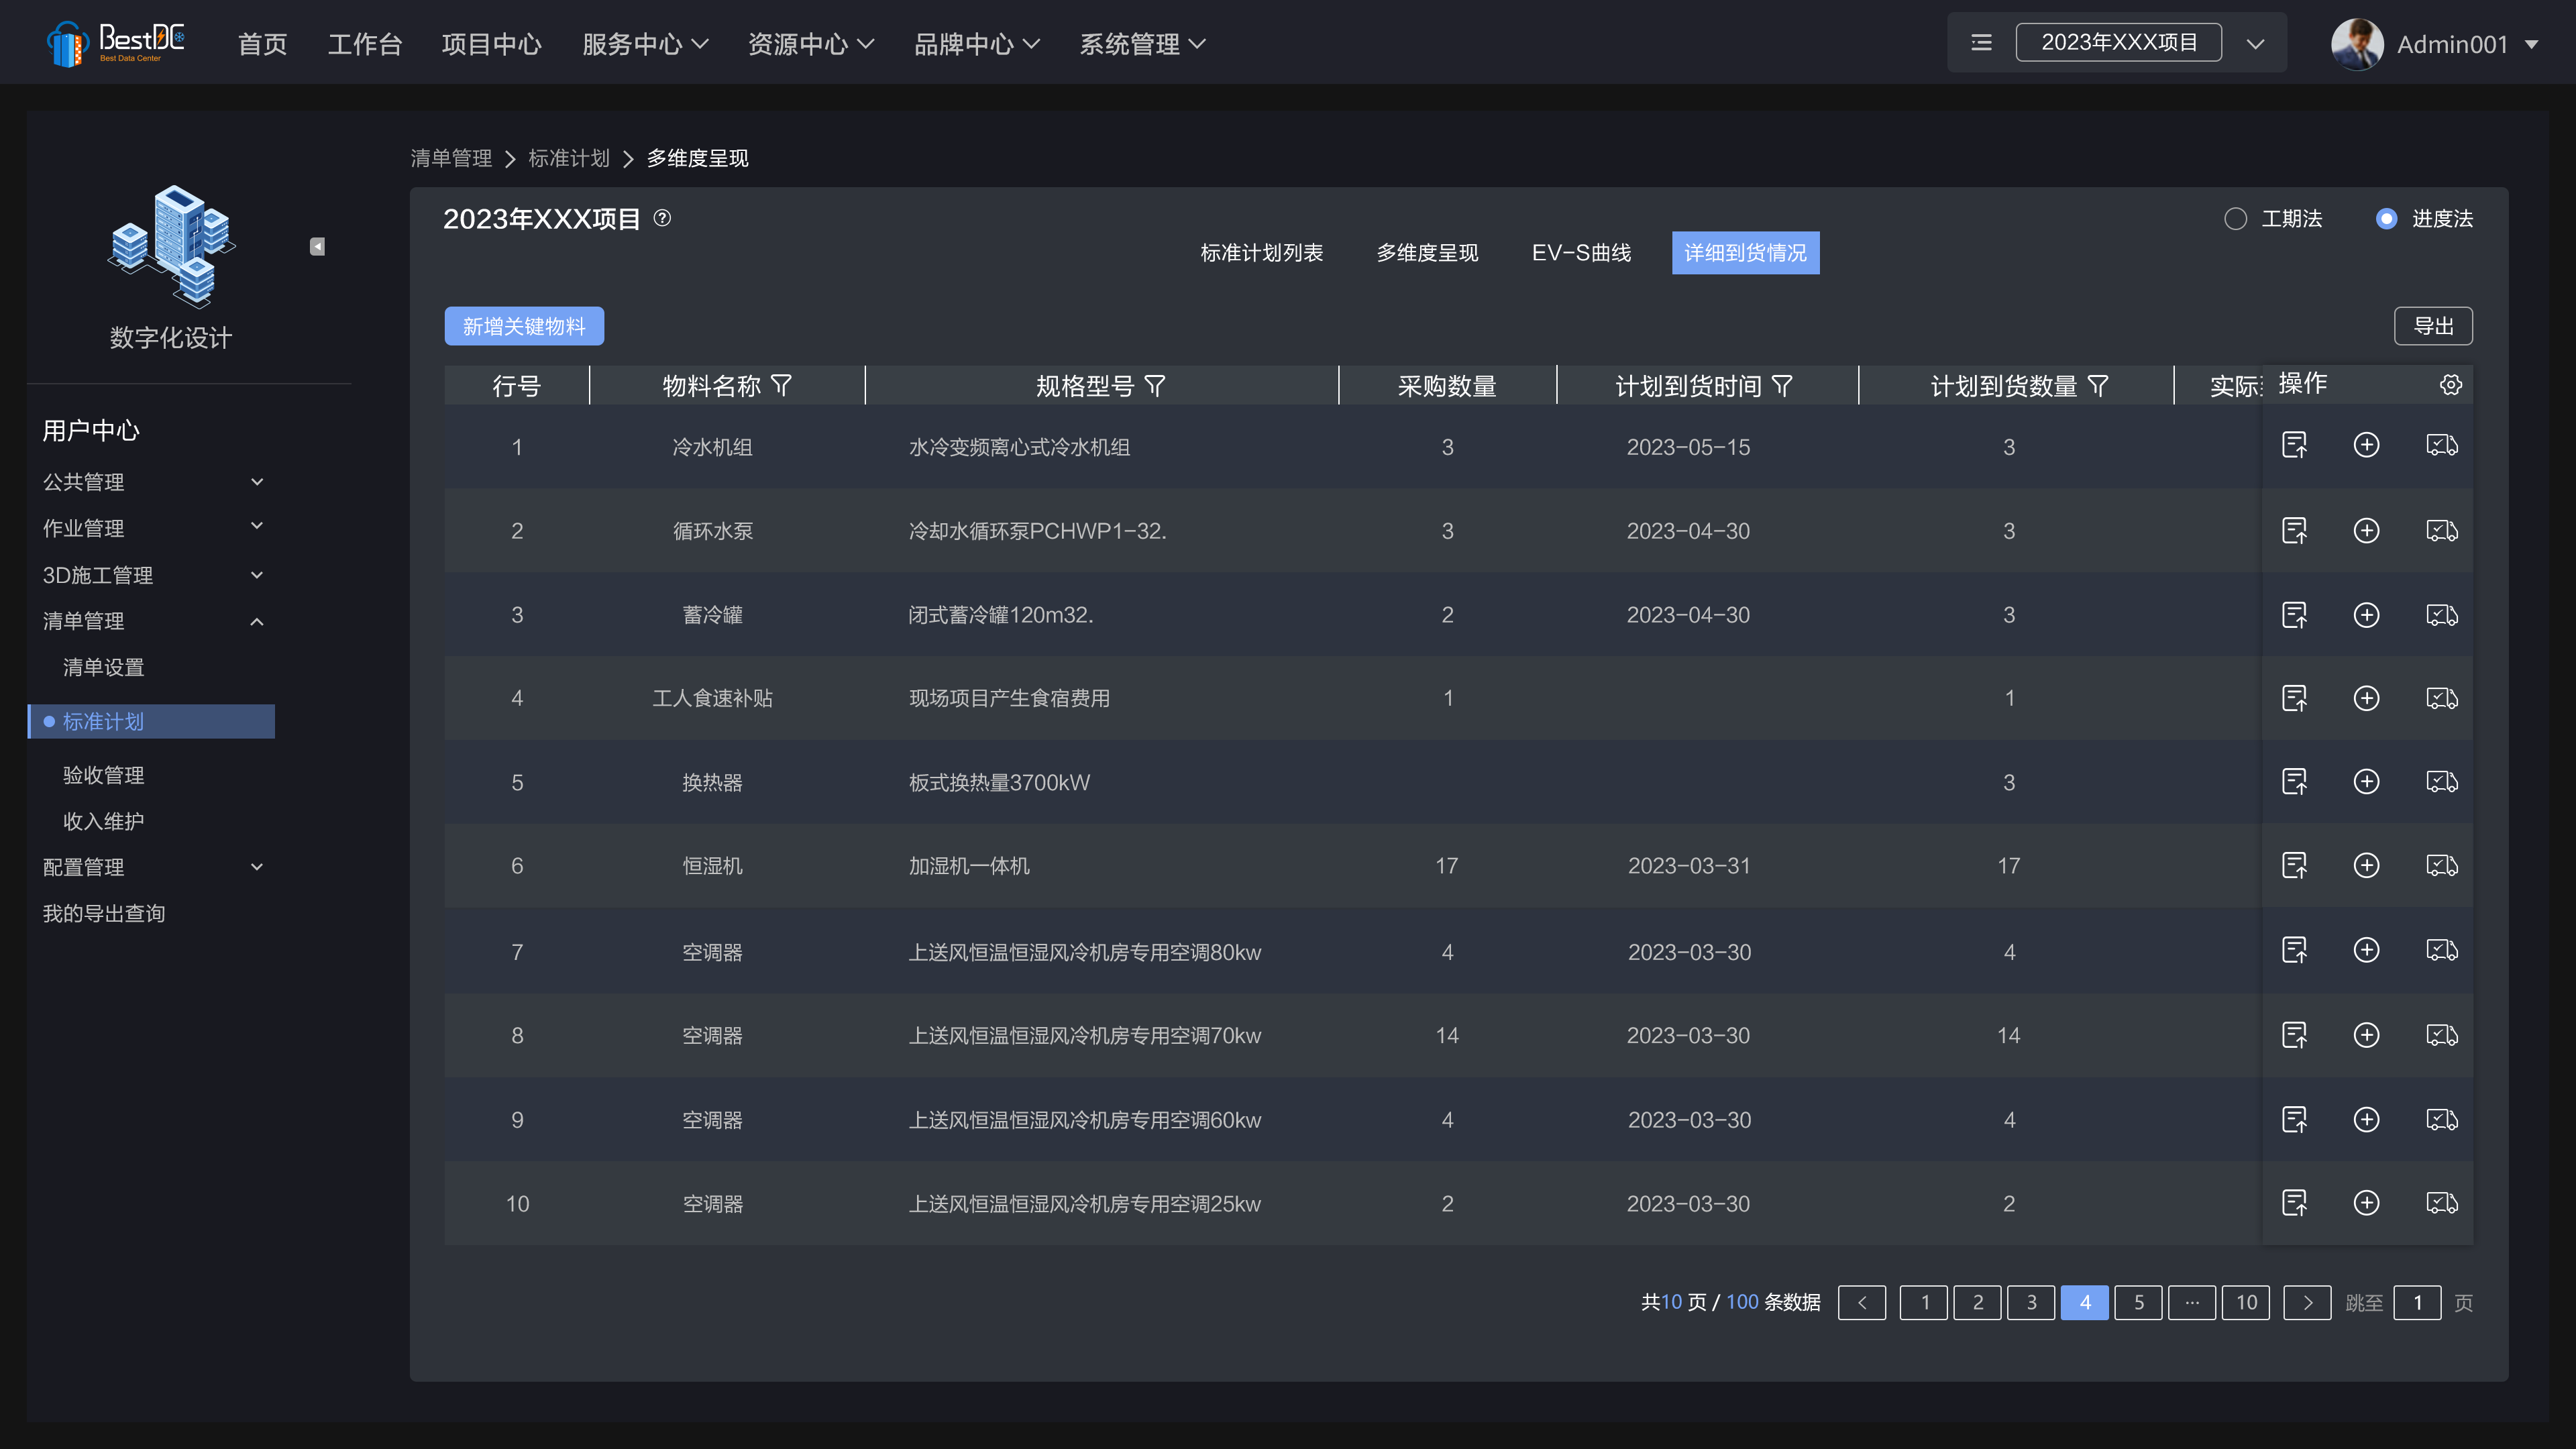 BestDC
Best Data Center
首页 工作台 项目中心 服务中心 资源中心 品牌中心 系统管理 2023年XXX项目 Admin001
清单管理 > 标准计划 > 多维度呈现
2023年XXX项目 工期法 进度法
标准计划列表 多维度呈现 EV-S曲线 详细到货情况
新增关键物料 导出
数字化设计
用户中心
公共管理
作业管理
3D施工管理
清单管理
清单设置
标准计划
验收管理
收入维护
配置管理
我的导出查询
行号 物料名称 规格型号 采购数量 计划到货时间 计划到货数量 实际 操作
1 冷水机组 水冷变频离心式冷水机组 3 2023-05-15 3
2 循环水泵 冷却水循环泵PCHWP1-32. 3 2023-04-30 3
3 蓄冷罐 闭式蓄冷罐120m32. 2 2023-04-30 3
4 工人食速补贴 现场项目产生食宿费用 1 1
5 换热器 板式换热量3700kW 3
6 恒湿机 加湿机一体机 17 2023-03-31 17
7 空调器 上送风恒温恒湿风冷机房专用空调80kw 4 2023-03-30 4
8 空调器 上送风恒温恒湿风冷机房专用空调70kw 14 2023-03-30 14
9 空调器 上送风恒温恒湿风冷机房专用空调60kw 4 2023-03-30 4
10 空调器 上送风恒温恒湿风冷机房专用空调25kw 2 2023-03-30 2
共10 页 / 100 条数据 < 1 2 3 4 5 ... 10 > 跳至 1 页